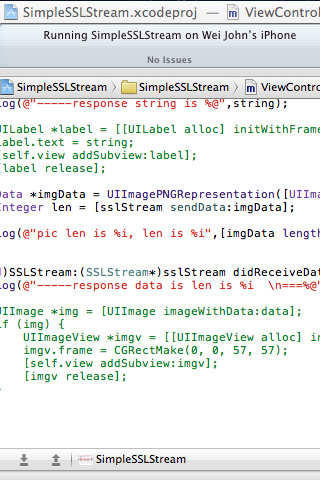 SimpleSSLStream.xcodeproj — ViewContro
Running SimpleSSLStream on Wei John's iPhone
No Issues
SimpleSSLStream SimpleSSLStream ViewContro
log(@"-----response string is %@",string);
UILabel *label = [[UILabel alloc] initWithFrame
label.text = string;
[self.view addSubview:label];
[label release];
Data *imgData = UIImagePNGRepresentation([UIIma
Integer len = [sslStream sendData:imgData];
log(@"pic len is %i, len is %i",[imgData length
)SSLStream:(SSLStream*)sslStream didReceiveDat
log(@"-----response data is len is %i  \n===%@"
UIImage *img = [UIImage imageWithData:data];
if (img) {
UIImageView *imgv = [[UIImageView alloc] in
imgv.frame = CGRectMake(0, 0, 57, 57);
[self.view addSubview:imgv];
[imgv release];
SimpleSSLStream